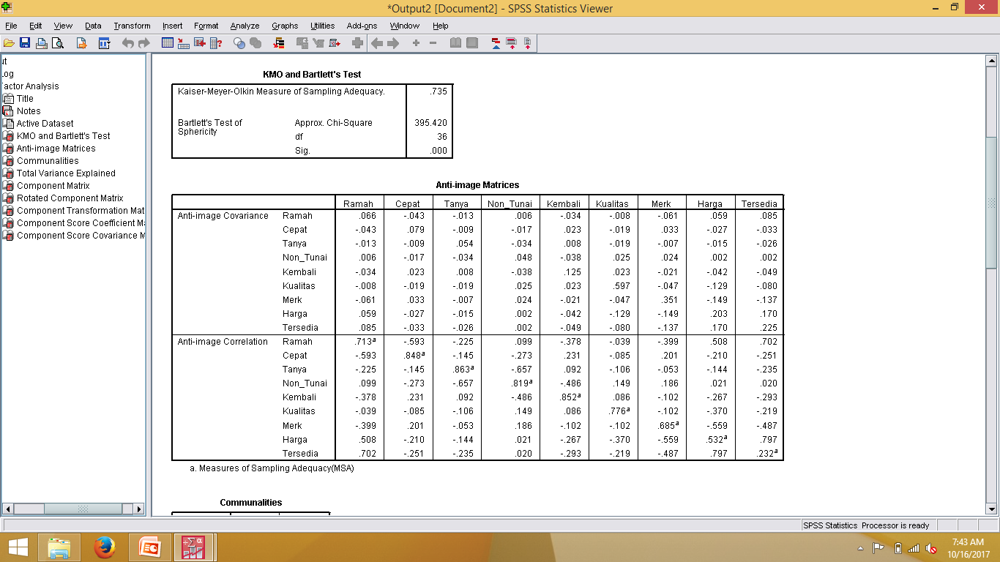 *Output2 [Document2] - SPSS Statistics Viewer
File Edit View Data Transform Insert Format Analyze Graphs Utilities Add-ons Window Help
ut
Log
actor Analysis
Title
Notes
Active Dataset
KMO and Bartlett's Test
Anti-image Matrices
Communalities
Total Variance Explained
Component Matrix
Rotated Component Matrix
Component Transformation Mat
Component Score Coefficient Ma
Component Score Covariance M
KMO and Bartlett's Test
Kaiser-Meyer-Olkin Measure of Sampling Adequacy. .735
Bartlett's Test of Approx. Chi-Square 395.420
Sphericity
df 36
Sig. .000
Anti-image Matrices
Ramah Cepat Tanya Non_Tunai Kembali Kualitas Merk Harga Tersedia
Anti-image Covariance Ramah .066 -.043 -.013 .006 -.034 -.008 -.061 .059 .085
Cepat -.043 .079 -.009 -.017 .023 -.019 .033 -.027 -.033
Tanya -.013 -.009 .054 -.034 .008 -.019 -.007 -.015 -.026
Non_Tunai .006 -.017 -.034 .048 -.038 .025 .024 .002 .002
Kembali -.034 .023 .008 -.038 .125 .023 -.021 -.042 -.049
Kualitas -.008 -.019 -.019 .025 .023 .597 -.047 -.129 -.080
Merk -.061 .033 -.007 .024 -.021 -.047 .351 -.149 -.137
Harga .059 -.027 -.015 .002 -.042 -.129 -.149 .203 .170
Tersedia .085 -.033 -.026 .002 -.049 -.080 -.137 .170 .225
Anti-image Correlation Ramah .713a -.593 -.225 .099 -.378 -.039 -.399 .508 .702
Cepat -.593 .848a -.145 -.273 .231 -.085 .201 -.210 -.251
Tanya -.225 -.145 .863a -.657 .092 -.106 -.053 -.144 -.235
Non_Tunai .099 -.273 -.657 .819a -.486 .149 .186 .021 .020
Kembali -.378 .231 .092 -.486 .852a .086 -.102 -.267 -.293
Kualitas -.039 -.085 -.106 .149 .086 .776a -.102 -.370 -.219
Merk -.399 .201 -.053 .186 -.102 -.102 .685a -.559 -.487
Harga .508 -.210 -.144 .021 -.267 -.370 -.559 .532a .797
Tersedia .702 -.251 -.235 .020 -.293 -.219 -.487 .797 .232a
a. Measures of Sampling Adequacy(MSA)
Communalities
SPSS Statistics Processor is ready
7:43 AM
10/16/2017